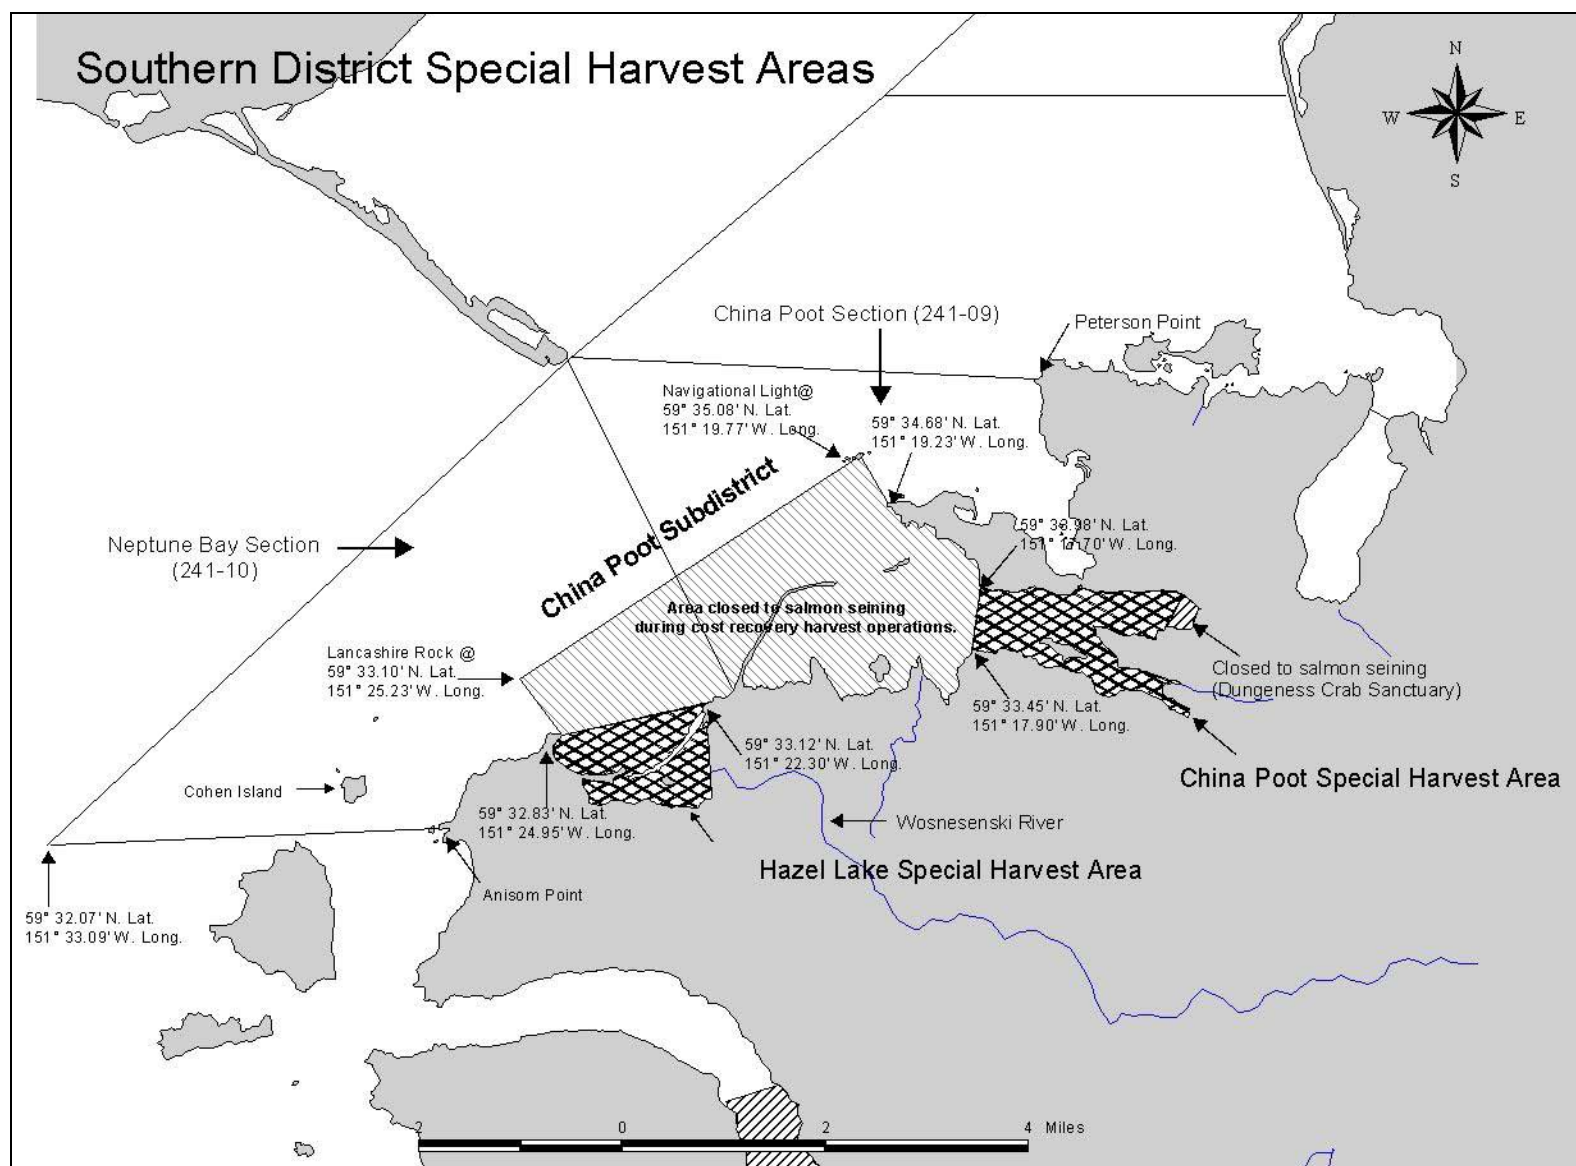 Southern District Special Harvest Areas
N
W
E
S
China Poot Section (241-09)
Peterson Point
Navigational Light@
59° 35.08' N. Lat.
151° 19.77' W. Long.
59° 34.68' N. Lat.
151° 19.23' W. Long.
China Poot Subdistrict
Neptune Bay Section
(241-10)
59° 33.98' N. Lat.
151° 17.70' W. Long.
Area closed to salmon seining
during cost recovery harvest operations.
Lancashire Rock @
59° 33.10' N. Lat.
151° 25.23' W. Long.
Closed to salmon seining
(Dungeness Crab Sanctuary)
59° 33.45' N. Lat.
151° 17.90' W. Long.
59° 33.12' N. Lat.
151° 22.30' W. Long.
China Poot Special Harvest Area
Cohen Island
59° 32.83' N. Lat.
151° 24.95' W. Long.
Wosnesenski River
Hazel Lake Special Harvest Area
Anisom Point
59° 32.07' N. Lat.
151° 33.09' W. Long.
2 0 2 4 Miles